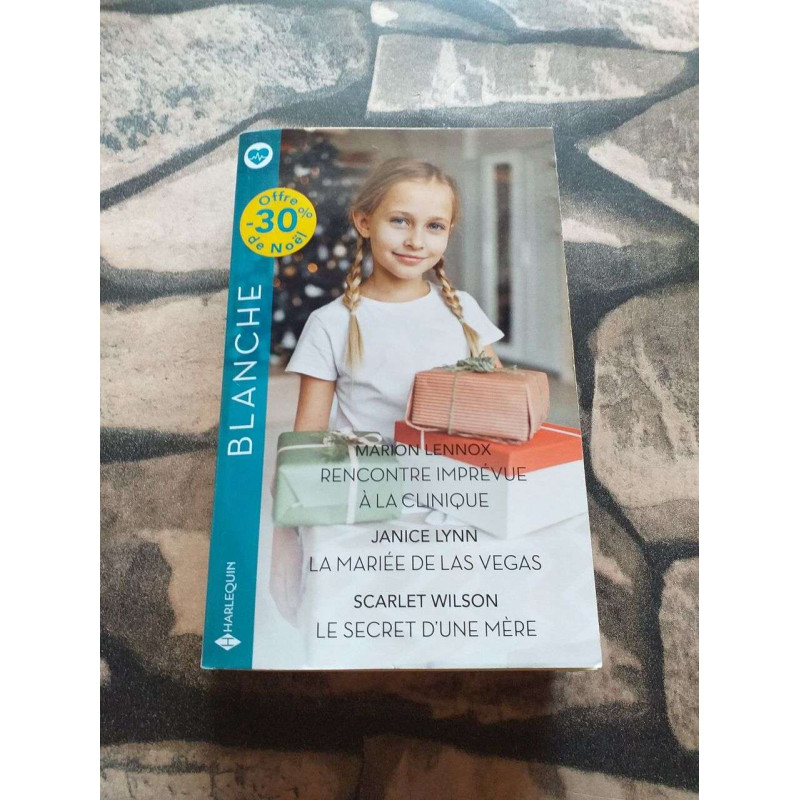 Offre
-30%
de Noël
BLANCHE
HARLEQUIN
MARION LENNOX
RENCONTRE IMPRÉVUE
À LA CLINIQUE
JANICE LYNN
LA MARIÉE DE LAS VEGAS
SCARLET WILSON
LE SECRET D'UNE MÈRE